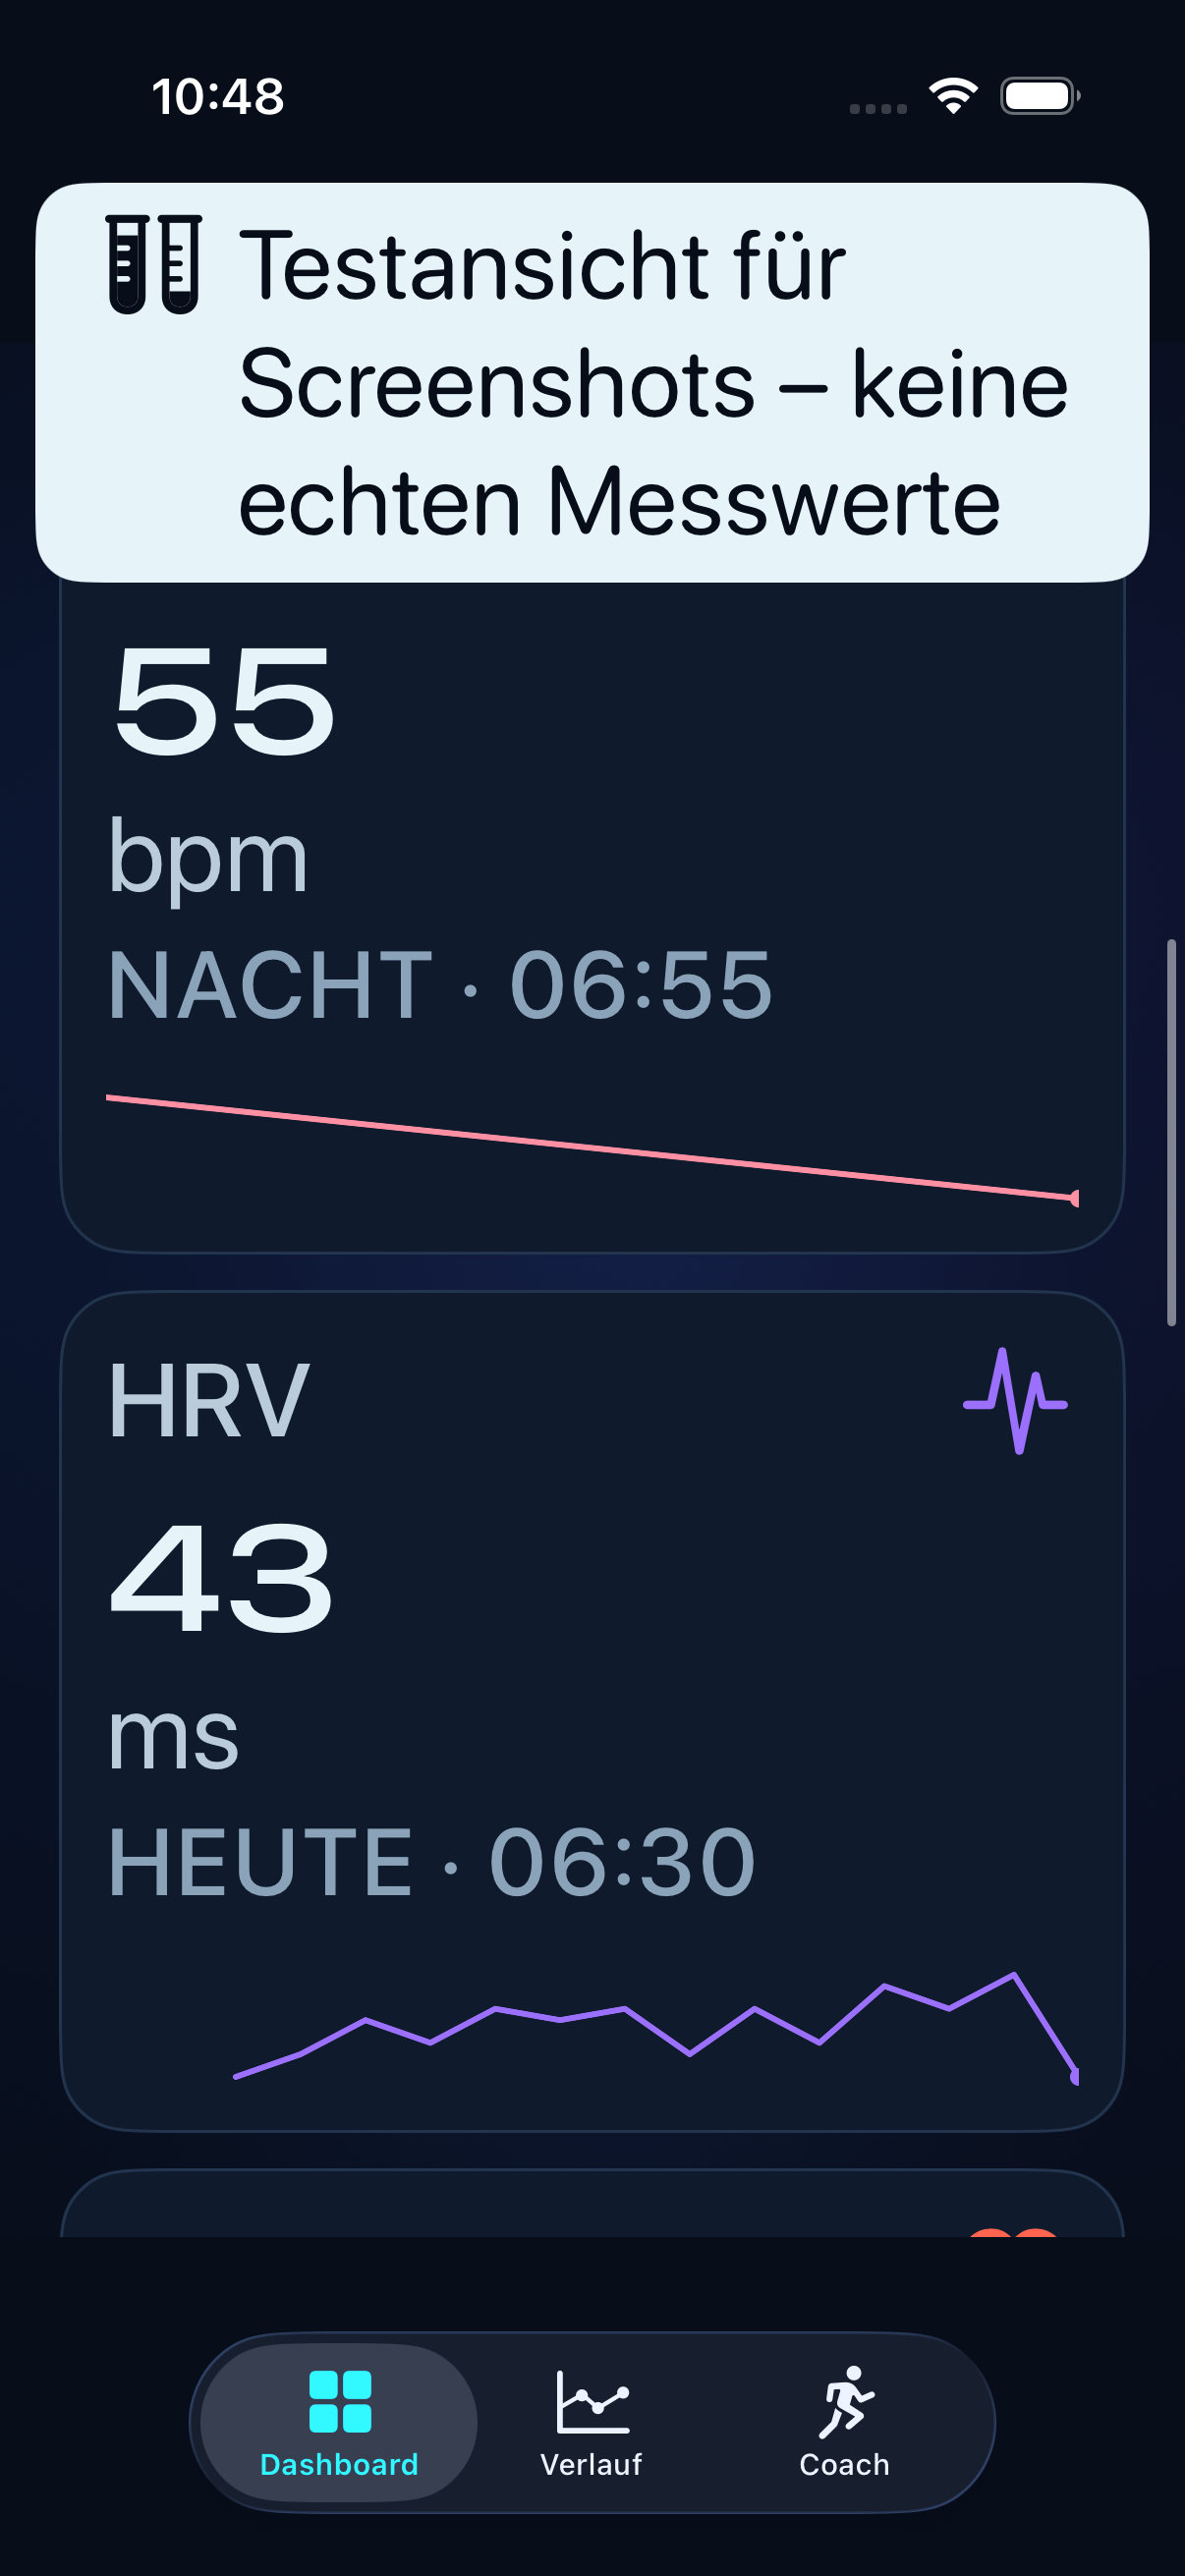 10:48
Testansicht für
Screenshots – keine
echten Messwerte
55
bpm
NACHT · 06:55
HRV
43
ms
HEUTE · 06:30
Dashboard
Verlauf
Coach